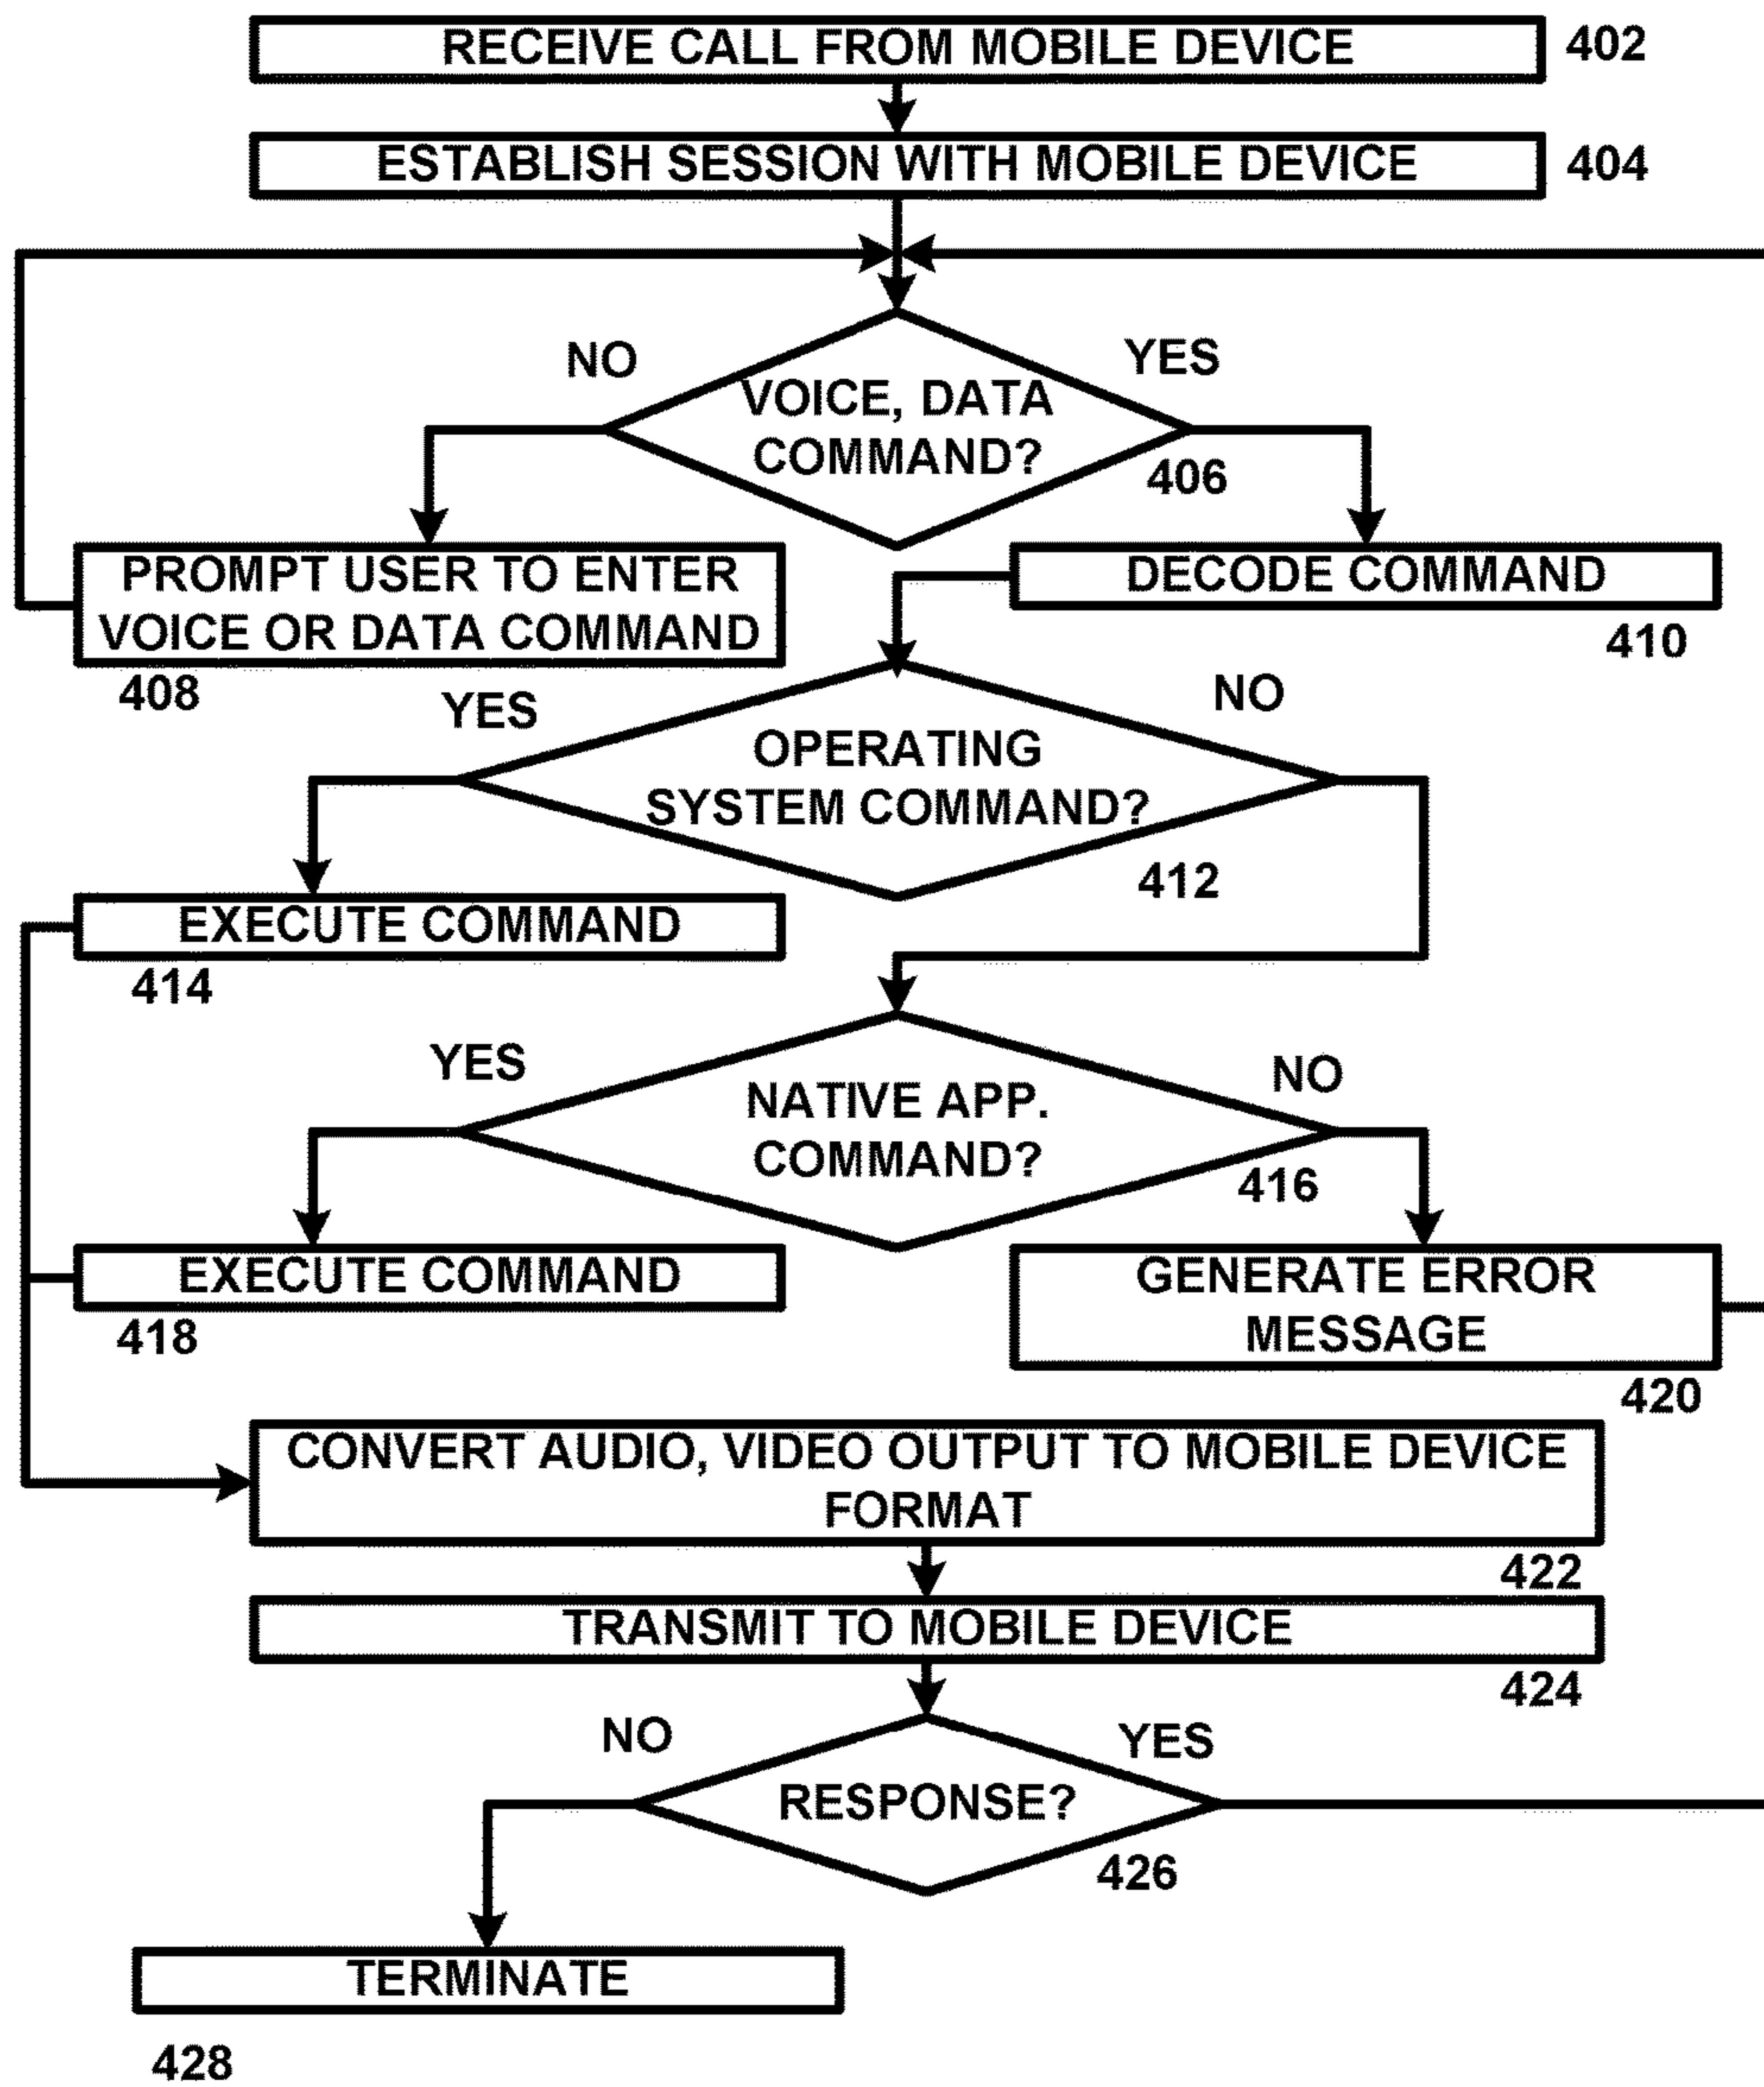 RECEIVE CALL FROM MOBILE DEVICE
402
ESTABLISH SESSION WITH MOBILE DEVICE
404
NO
YES
VOICE, DATA
COMMAND?
406
PROMPT USER TO ENTER
VOICE OR DATA COMMAND
408
DECODE COMMAND
410
YES
NO
OPERATING
SYSTEM COMMAND?
412
EXECUTE COMMAND
414
YES
NO
NATIVE APP.
COMMAND?
416
EXECUTE COMMAND
418
GENERATE ERROR
MESSAGE
420
CONVERT AUDIO, VIDEO OUTPUT TO MOBILE DEVICE
FORMAT
422
TRANSMIT TO MOBILE DEVICE
424
NO
YES
RESPONSE?
426
TERMINATE
428